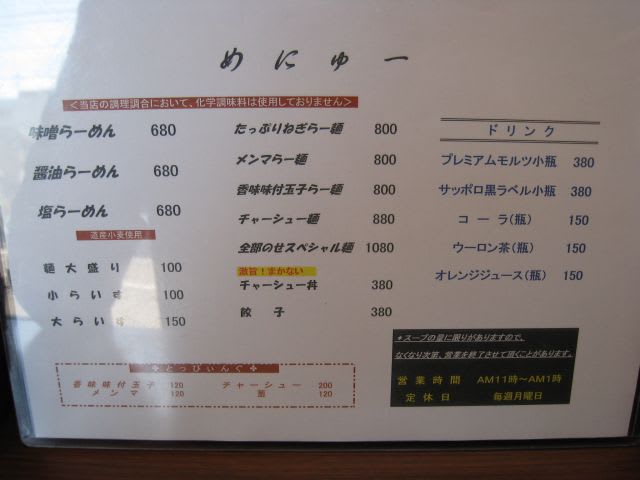 めにゅー
＜当店の調理調合において、化学調味料は使用しておりません＞
味噌らーめん 680
醤油らーめん 680
塩らーめん 680
道産小麦使用
麺大盛り 100
小らいす 100
大らいす 150
たっぷりねぎらー麺 800
メンマらー麺 800
香味味付玉子らー麺 800
チャーシュー麺 880
全部のせスペシャル麺 1080
激旨！まかない
チャーシュー丼 380
餃子 380
ドリンク
プレミアムモルツ小瓶 380
サッポロ黒ラベル小瓶 380
コーラ（瓶） 150
ウーロン茶（瓶） 150
オレンジジュース（瓶） 150
とっぴぃんぐ
香味味付玉子 120 チャーシュー 200
メンマ 120 葱 120
＊スープの量に限りがありますので、
なくなり次第、営業を終了させて頂くことがあります。
営業時間 AM11時～AM1時
定休日 毎週月曜日